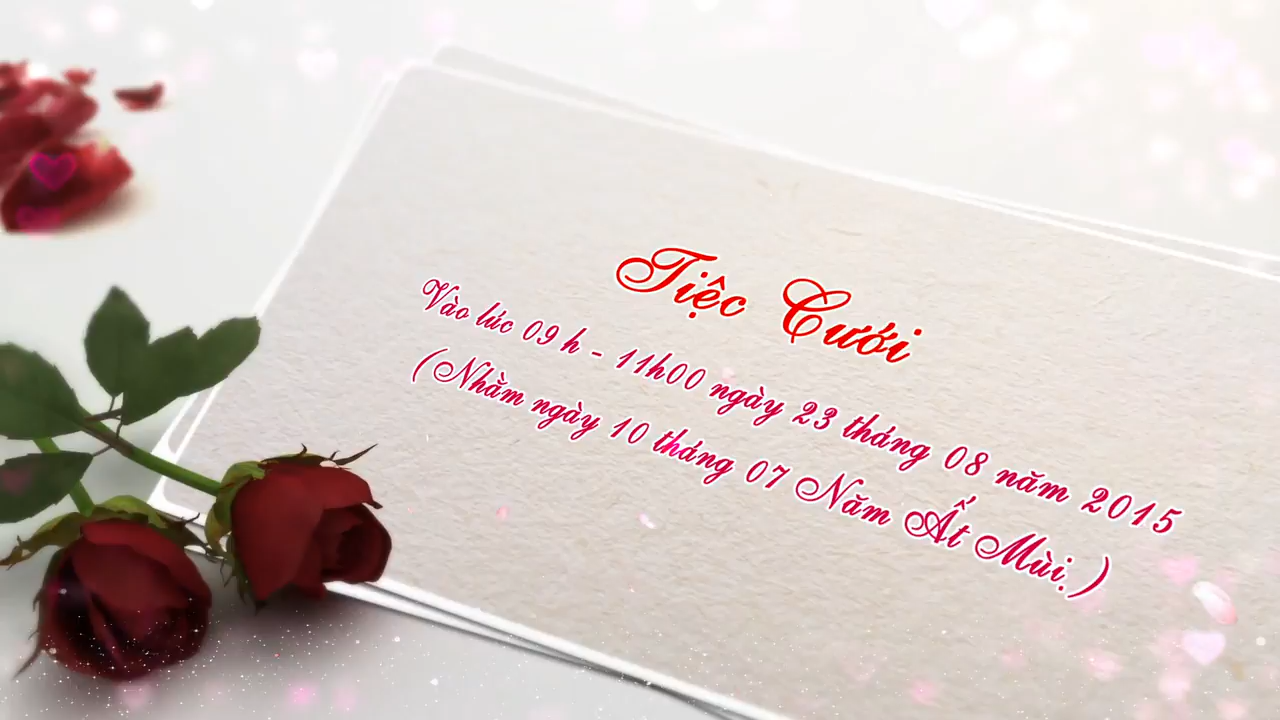 Tiệc Cưới
Vào lúc 09 h - 11h00 ngày 23 tháng 08 năm 2015
( Nhằm ngày 10 tháng 07 Năm Ất Mùi.)